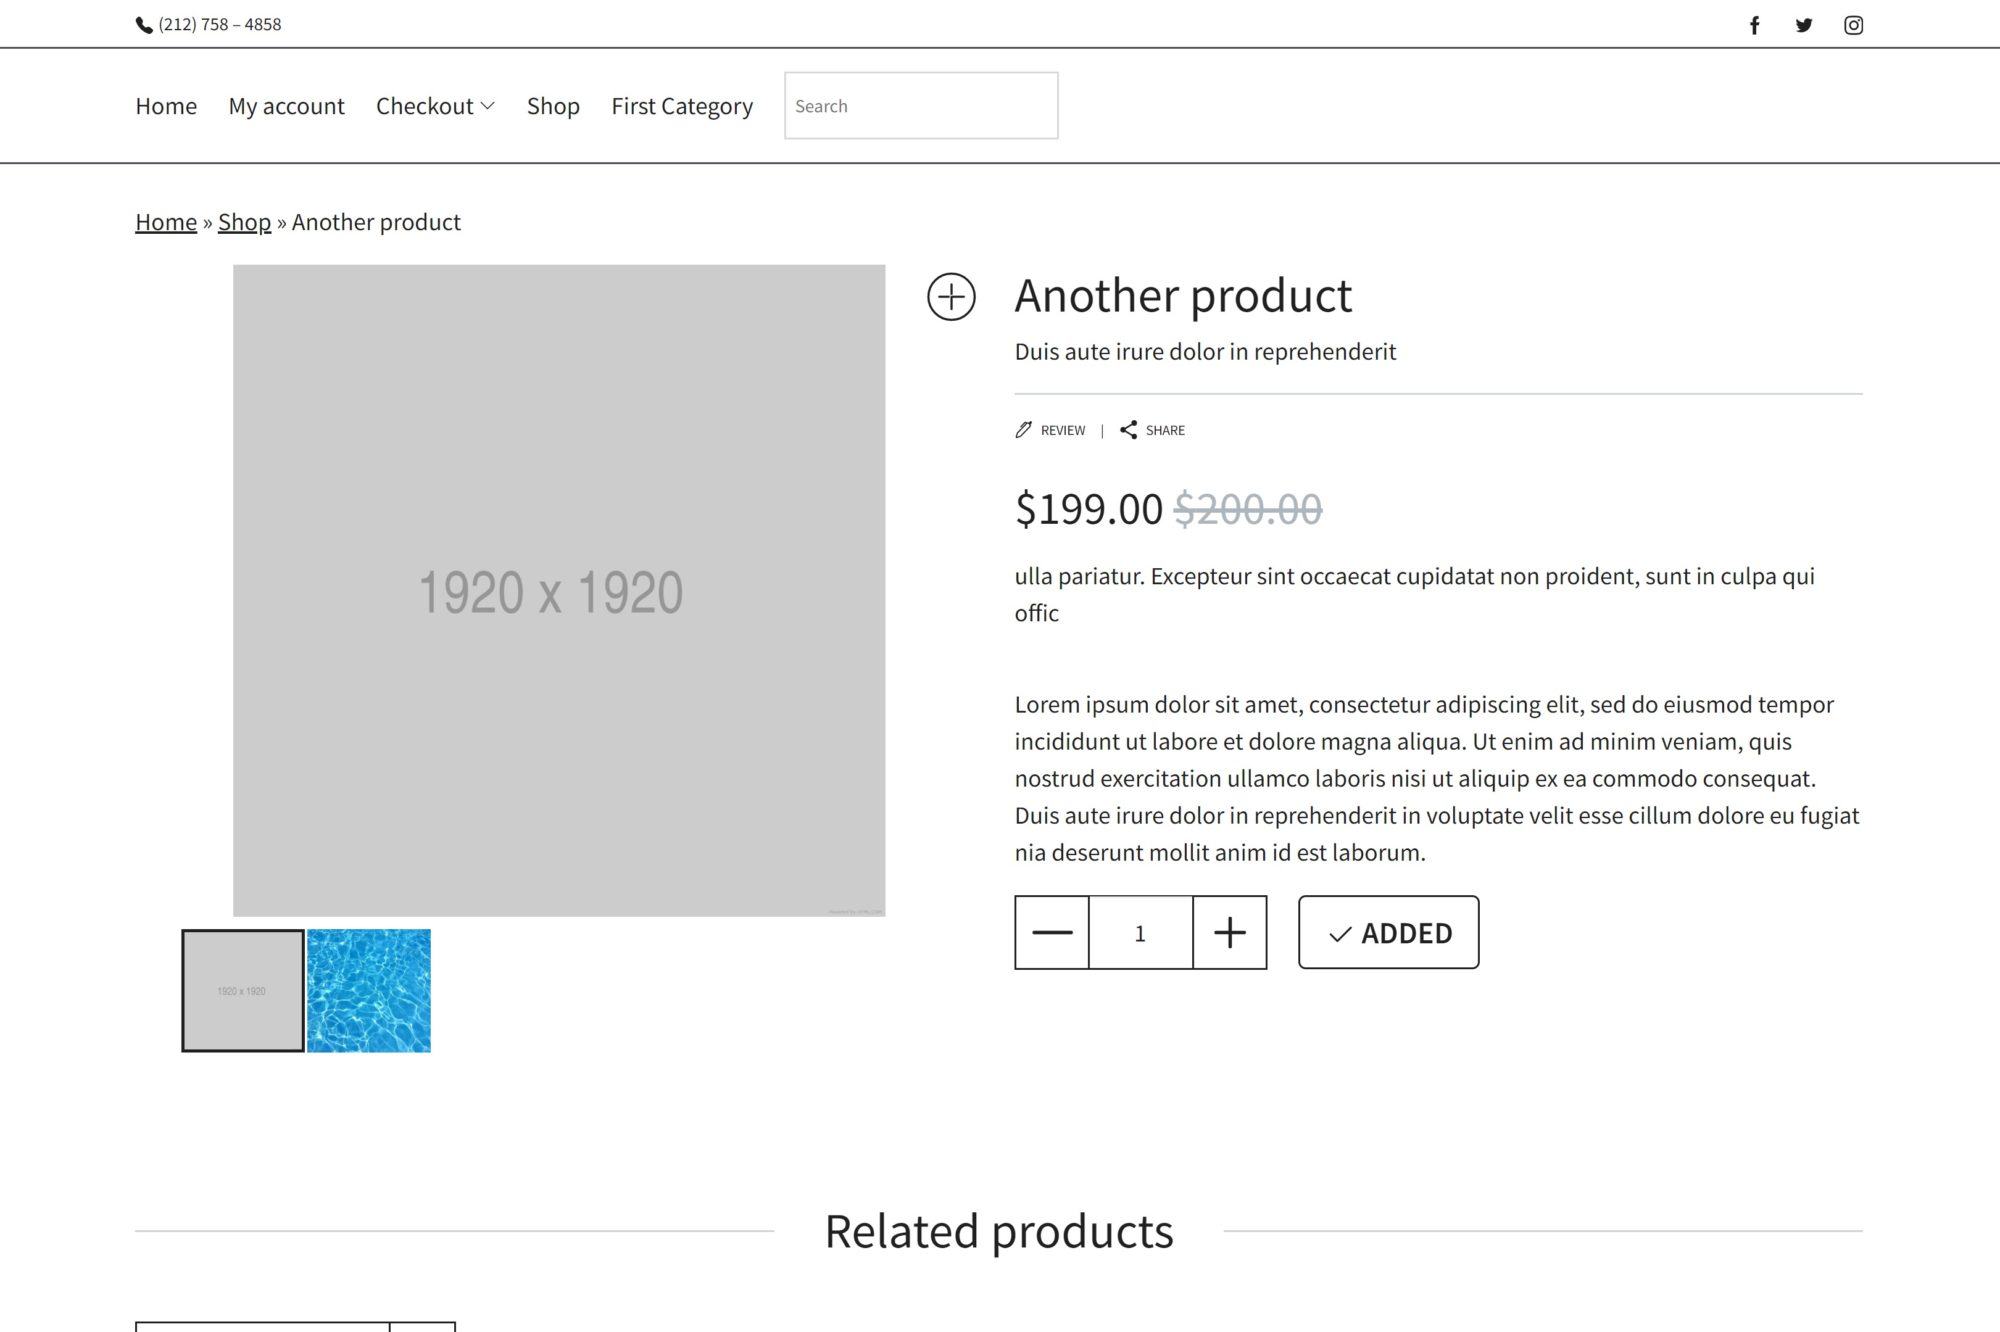 (212) 758 – 4858
Home My account Checkout Shop First Category Search
Home » Shop » Another product
1920 x 1920
1920 x 1920
Another product
Duis aute irure dolor in reprehenderit
REVIEW | SHARE
$199.00 $200.00
ulla pariatur. Excepteur sint occaecat cupidatat non proident, sunt in culpa qui
offic
Lorem ipsum dolor sit amet, consectetur adipiscing elit, sed do eiusmod tempor
incididunt ut labore et dolore magna aliqua. Ut enim ad minim veniam, quis
nostrud exercitation ullamco laboris nisi ut aliquip ex ea commodo consequat.
Duis aute irure dolor in reprehenderit in voluptate velit esse cillum dolore eu fugiat
nia deserunt mollit anim id est laborum.
1 ADDED
Related products